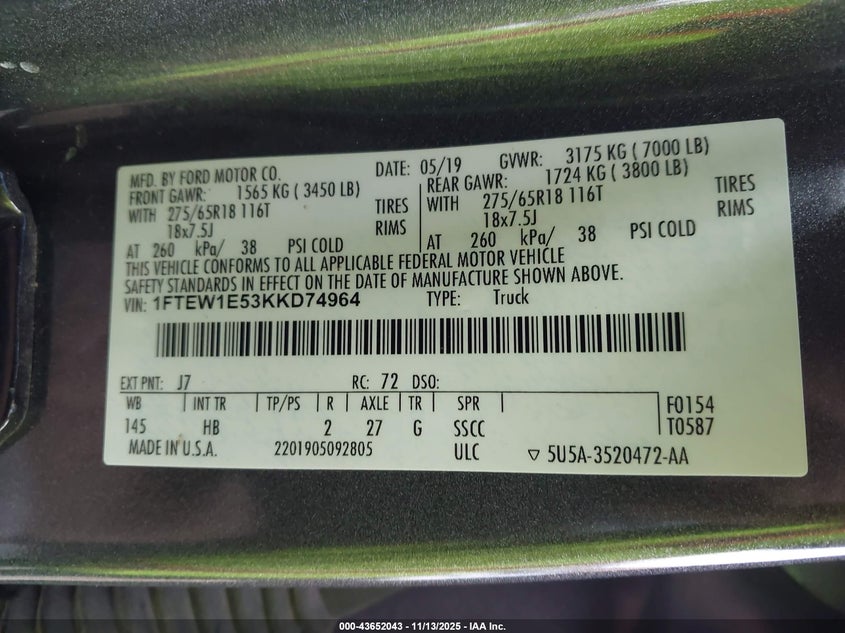 MFD. BY FORD MOTOR CO. DATE: 05/19 GVWR: 3175 KG ( 7000 LB)
FRONT GAWR: 1565 KG ( 3450 LB) REAR GAWR: 1724 KG ( 3800 LB)
WITH 275/65R18 116T TIRES WITH 275/65R18 116T TIRES
18x7.5J RIMS 18x7.5J RIMS
AT 260 kPa/ 38 PSI COLD AT 260 kPa/ 38 PSI COLD
THIS VEHICLE CONFORMS TO ALL APPLICABLE FEDERAL MOTOR VEHICLE
SAFETY STANDARDS IN EFFECT ON THE DATE OF MANUFACTURE SHOWN ABOVE.
VIN: 1FTEW1E53KKD74964 TYPE: Truck
EXT PNT: J7 RC: 72 DSO:
WB INT TR TP/PS R AXLE TR SPR F0154
145 HB 2 27 G SSCC T0587
MADE IN U.S.A. 2201905092805 ULC ▽ 5U5A-3520472-AA
000-43652043 - 11/13/2025 - IAA Inc.